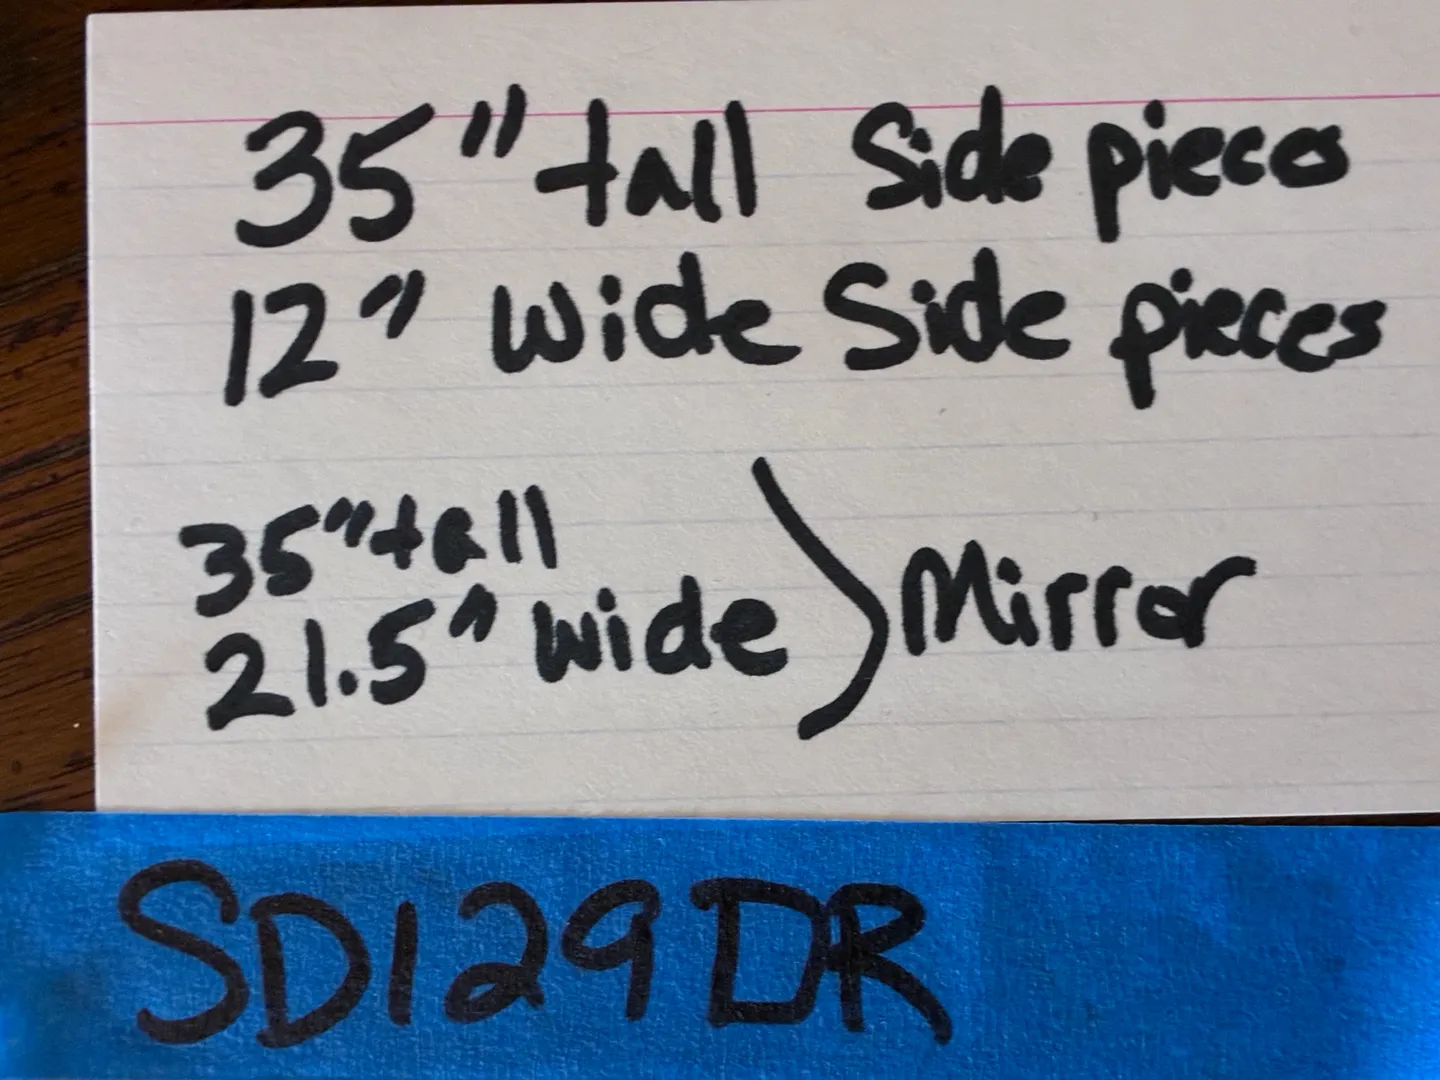 35" tall Side pieces
12" Wide Side pieces
35" tall
21.5" wide ) Mirror
SD129DR